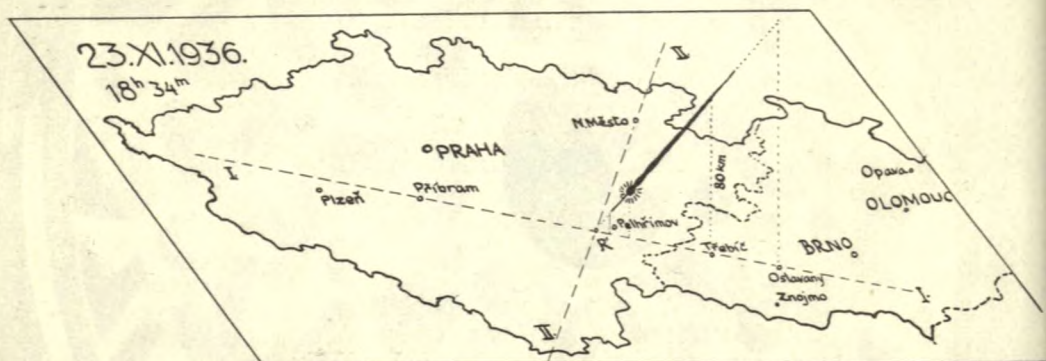 23.XI.1936.
18ʰ 34ᵐ
II.
N.Město
PRAHA
I.
Plzeň
Příbram
80 km
Opava
OLOMOUC
Pelhřimov
R
Třebíč
BRNO
Oslavany
Znojmo
I.
II.